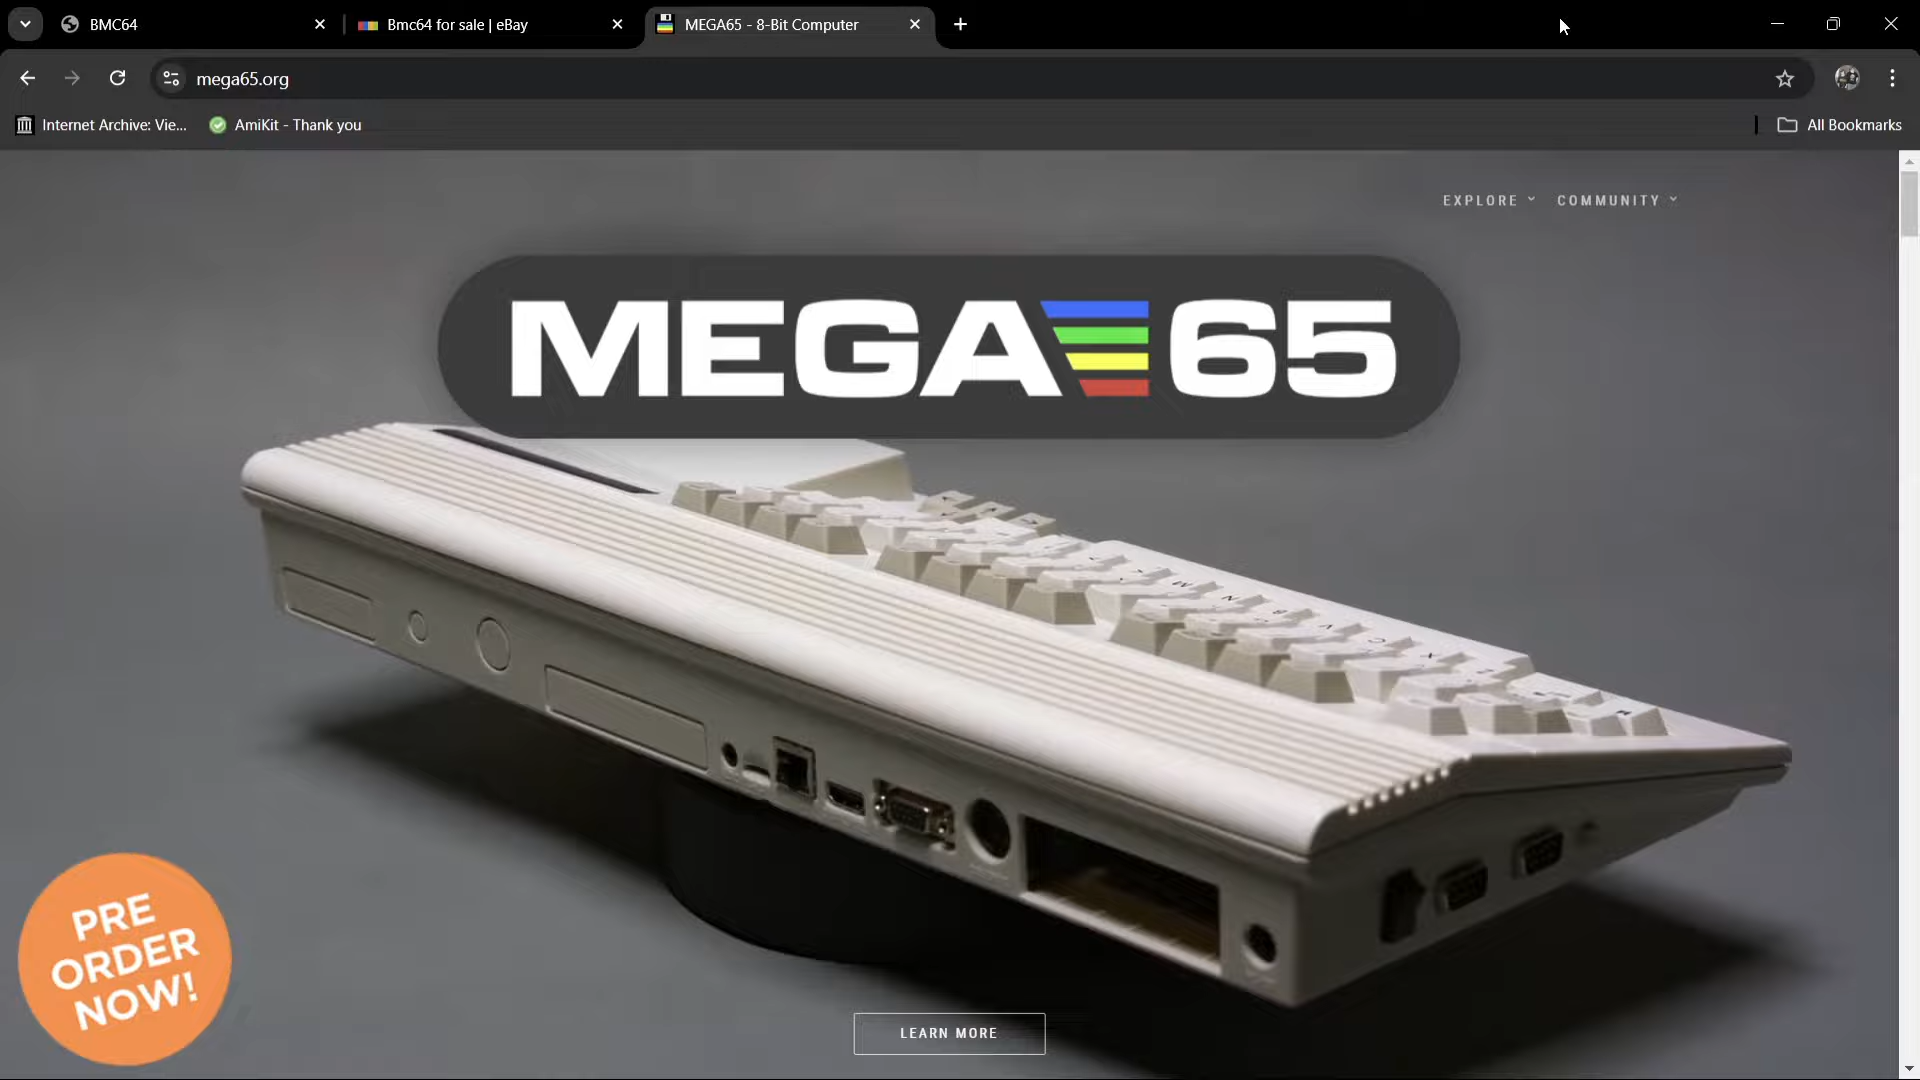 BMC64
Bmc64 for sale | eBay
MEGA65 - 8-Bit Computer
mega65.org
Internet Archive: Vie...
AmiKit - Thank you
All Bookmarks
EXPLORE
COMMUNITY
MEGA65
PRE
ORDER
NOW!
LEARN MORE